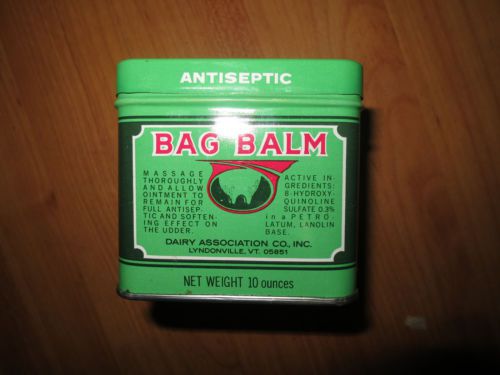 ANTISEPTIC
BAG BALM
MASSAGE
THOROUGHLY
AND ALLOW
OINTMENT TO
REMAIN FOR
FULL ANTISEP-
TIC AND SOFTEN-
ING EFFECT ON
THE UDDER.
ACTIVE IN-
GREDIENTS:
8-HYDROXY-
QUINOLINE
SULFATE 0.3%
in a PETRO-
LATUM, LANOLIN
BASE.
DAIRY ASSOCIATION CO., INC.
LYNDONVILLE, VT. 05851
NET WEIGHT 10 ounces